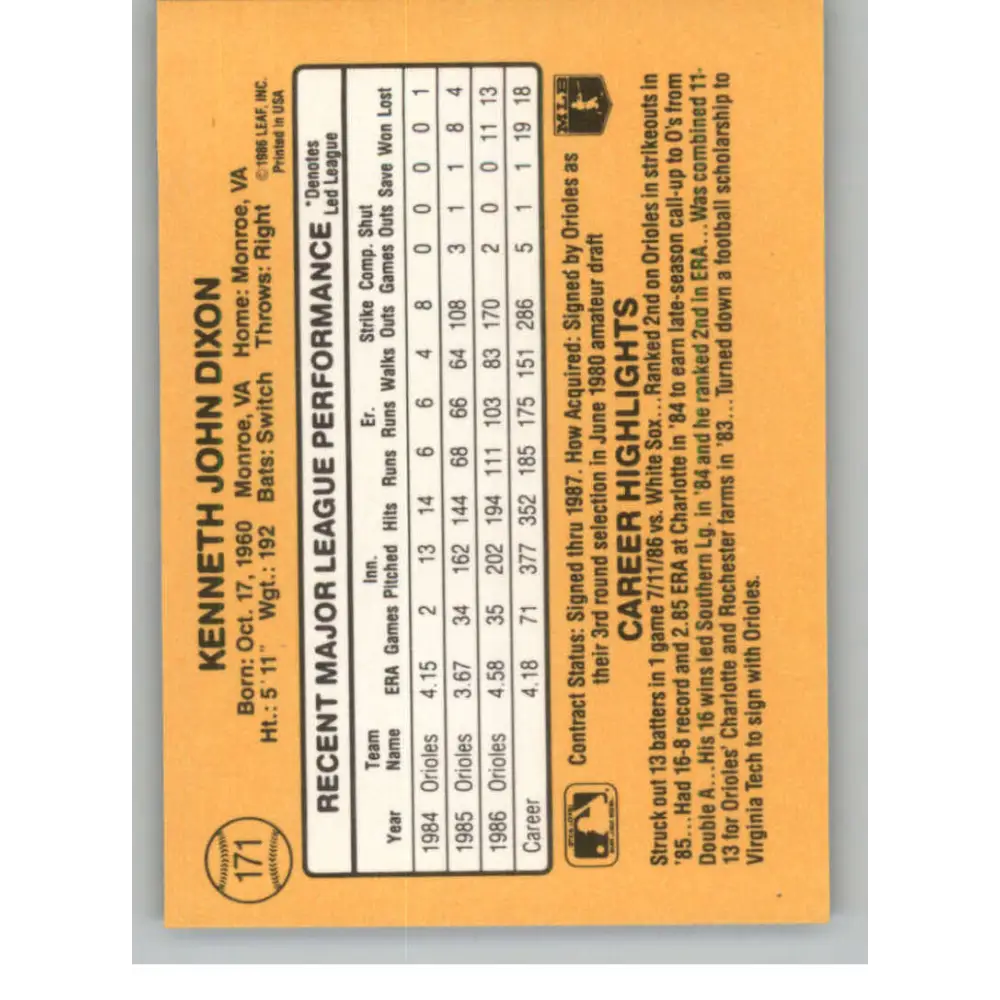 171
KENNETH JOHN DIXON
Born: Oct. 17, 1960 Monroe, VA Home: Monroe, VA
Ht.: 5'11" Wgt.: 192 Bats: Switch Throws: Right
© 1986 LEAF, INC.
Printed in USA
RECENT MAJOR LEAGUE PERFORMANCE
*Denotes
Led League
Team Inn. Er. Strike Comp. Shut
Year Name ERA Games Pitched Hits Runs Runs Walks Outs Games Outs Save Won Lost
1984 Orioles 4.15 2 13 14 6 6 4 8 0 0 0 0 1
1985 Orioles 3.67 34 162 144 68 66 64 108 3 1 1 8 4
1986 Orioles 4.58 35 202 194 111 103 83 170 2 0 0 11 13
Career 4.18 71 377 352 185 175 151 286 5 1 1 19 18
Contract Status: Signed thru 1987. How Acquired: Signed by Orioles as
their 3rd round selection in June 1980 amateur draft
MLB
CAREER HIGHLIGHTS
Struck out 13 batters in 1 game 7/11/86 vs. White Sox...Ranked 2nd on Orioles in strikeouts in
'85...Had 16-8 record and 2.85 ERA at Charlotte in '84 to earn late-season call-up to O's from
Double A...His 16 wins led Southern Lg. in '84 and he ranked 2nd in ERA...Was combined 11-
13 for Orioles' Charlotte and Rochester farms in '83...Turned down a football scholarship to
Virginia Tech to sign with Orioles.